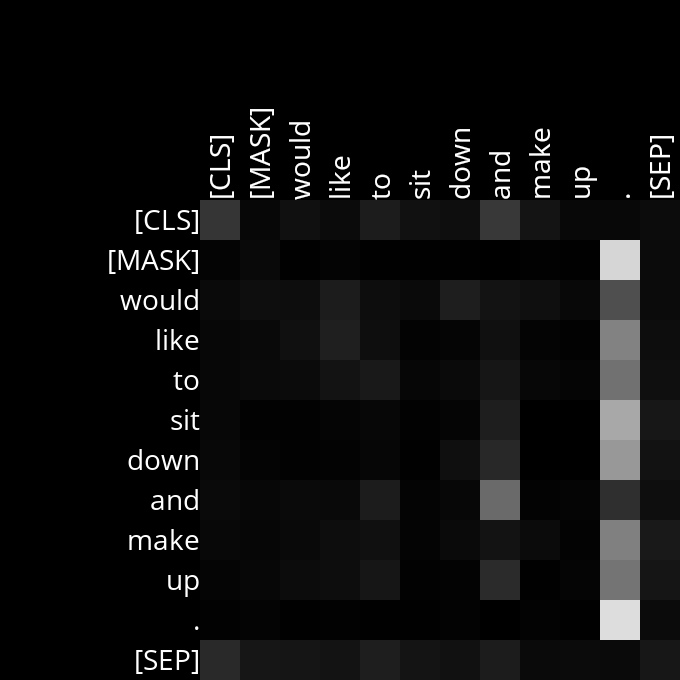 [CLS] [MASK] would like to sit down and make up . [SEP]
[CLS]
[MASK]
would
like
to
sit
down
and
make
up
.
[SEP]